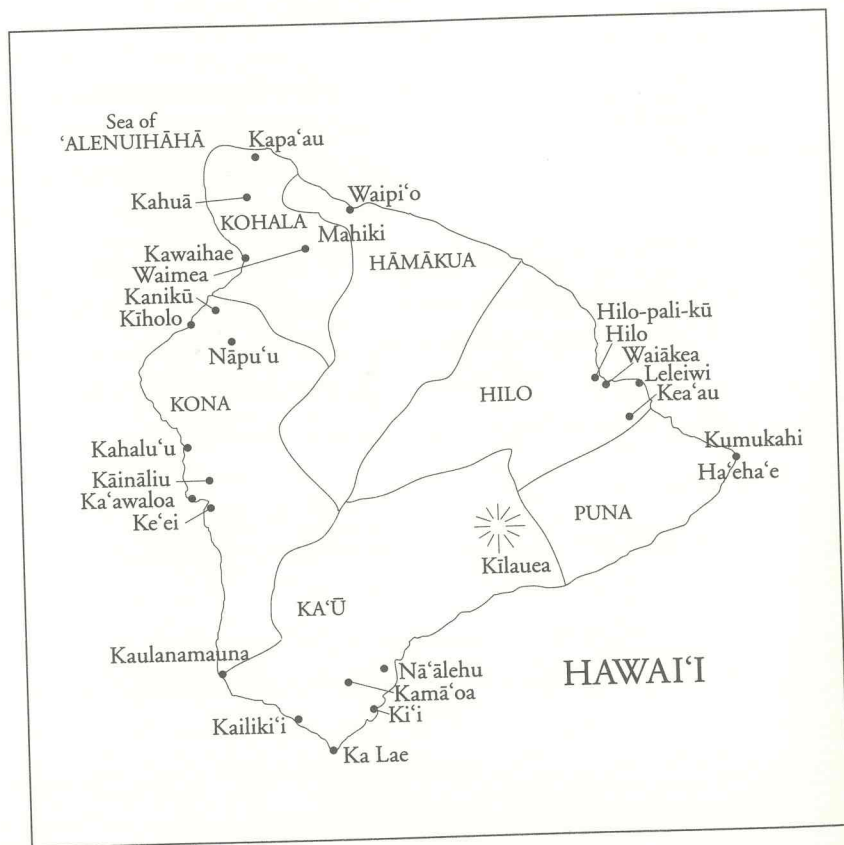 Sea of
ʻALENUIHĀHĀ
Kapaʻau
Kahuā
Waipiʻo
KOHALA
Mahiki
Kawaihae
Waimea
HĀMĀKUA
Kanikū
Kīholo
Nāpuʻu
Hilo-pali-kū
Hilo
Waiākea
Leleiwi
Keaʻau
HILO
KONA
Kahaluʻu
Kumukahi
Haʻehaʻe
Kāināliu
Kaʻawaloa
Keʻei
PUNA
Kīlauea
KAʻŪ
Kaulanamauna
Nāʻālehu
Kamāʻoa
Kiʻi
HAWAIʻI
Kailikiʻi
Ka Lae